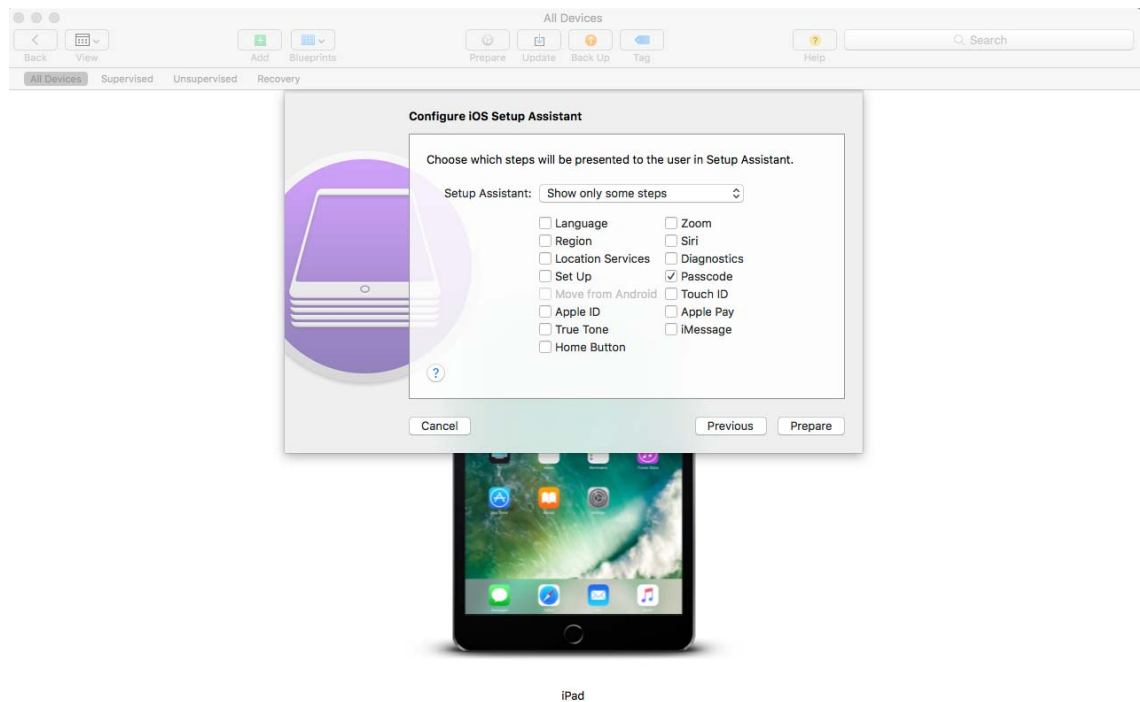 All Devices
Back View Add Blueprints Prepare Update Back Up Tag Help Search
All Devices Supervised Unsupervised Recovery
Configure iOS Setup Assistant
Choose which steps will be presented to the user in Setup Assistant.
Setup Assistant: Show only some steps
Language Zoom
Region Siri
Location Services Diagnostics
Set Up Passcode
Move from Android Touch ID
Apple ID Apple Pay
True Tone iMessage
Home Button
?
Cancel Previous Prepare
iPad